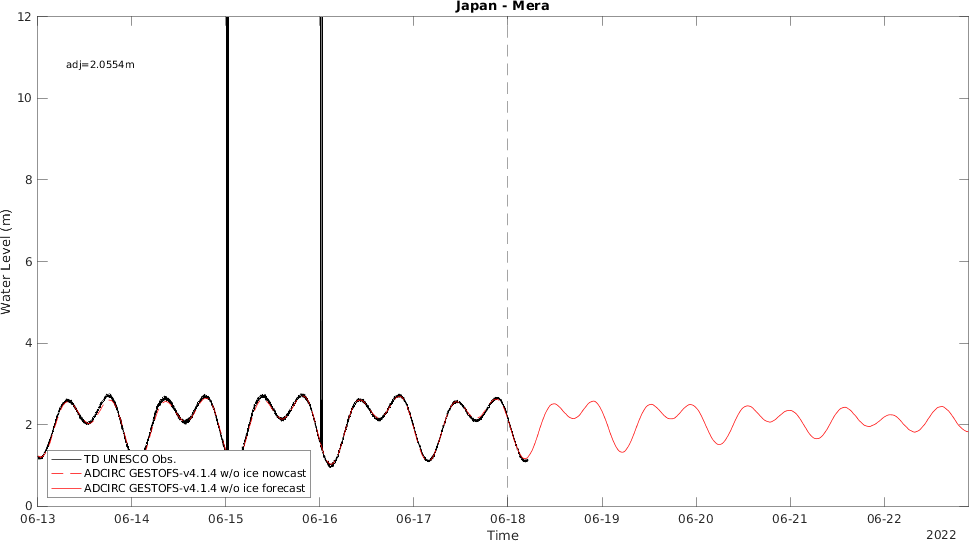 Japan - Mera
12
adj=2.0554m
10
8
6
4
2
0
Water Level (m)
TD UNESCO Obs.
ADCIRC GESTOFS-v4.1.4 w/o ice nowcast
ADCIRC GESTOFS-v4.1.4 w/o ice forecast
06-13 06-14 06-15 06-16 06-17 06-18 06-19 06-20 06-21 06-22
Time
2022